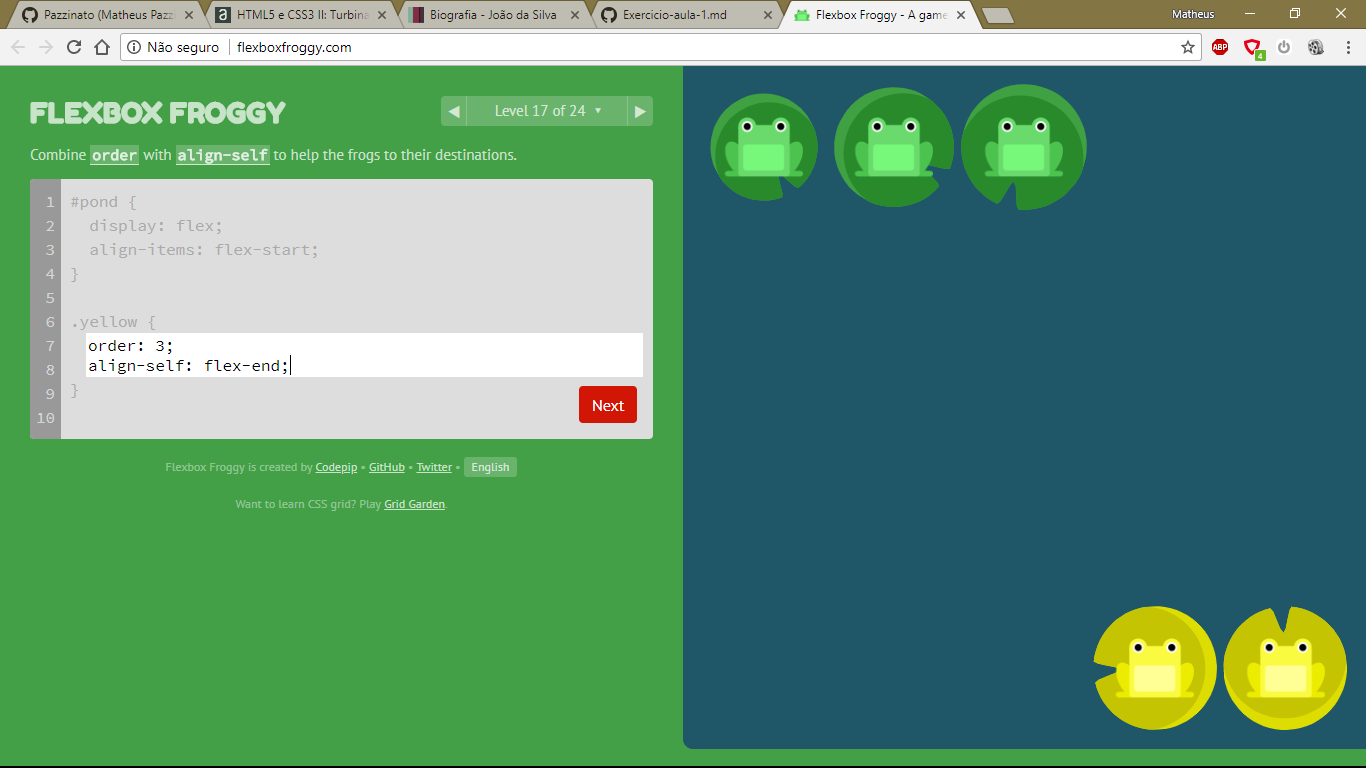 Pazzinato (Matheus Pazzi
HTML5 e CSS3 II: Turbina
Biografia - João da Silva
Exercicio-aula-1.md
Flexbox Froggy - A game
Matheus
Não seguro
flexboxfroggy.com
ABP
4
FLEXBOX FROGGY
Level 17 of 24
Combine order with align-self to help the frogs to their destinations.
1 #pond {
2 display: flex;
3 align-items: flex-start;
4 }
5
6 .yellow {
7 order: 3;
8 align-self: flex-end;
9 }
10
Next
Flexbox Froggy is created by Codepip • GitHub • Twitter • English
Want to learn CSS grid? Play Grid Garden.